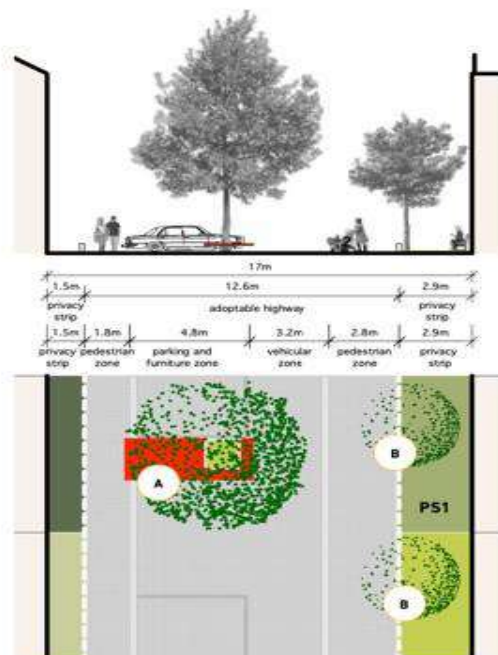 17m
1.5m 12.6m 2.9m
privacy strip adoptable highway privacy strip
1.5m 1.8m 4.8m 3.2m 2.8m 2.9m
privacy strip pedestrian zone parking and furniture zone vehicular zone pedestrian zone privacy strip
A
B
PS1
B